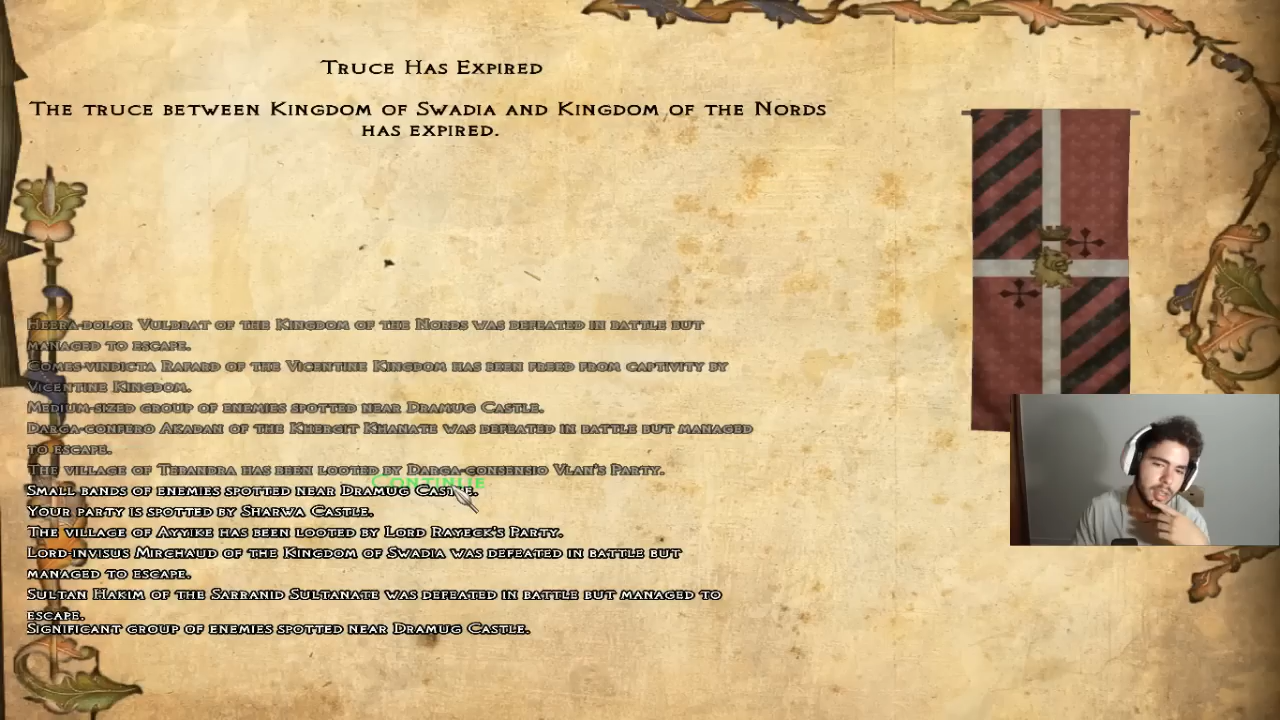 Truce Has Expired
The truce between Kingdom of Swadia and Kingdom of the Nords
has expired.
Heera-dolor Vuldrat of the Kingdom of the Nords was defeated in battle but
managed to escape.
Comes-vindicta Rafard of the Vicentine Kingdom has been freed from captivity by
Vicentine Kingdom.
Medium-sized group of enemies spotted near Dramug Castle.
Darga-confero Akadan of the Khergit Khanate was defeated in battle but managed
to escape.
The village of Tebandra has been looted by Darga-consensio Vlan's Party.
Continue
Small bands of enemies spotted near Dramug Castle.
Your party is spotted by Sharwa Castle.
The village of Ayyike has been looted by Lord Rayeck's Party.
Lord-invisus Mirchaud of the Kingdom of Swadia was defeated in battle but
managed to escape.
Sultan Hakim of the Sarranid Sultanate was defeated in battle but managed to
escape.
Significant group of enemies spotted near Dramug Castle.